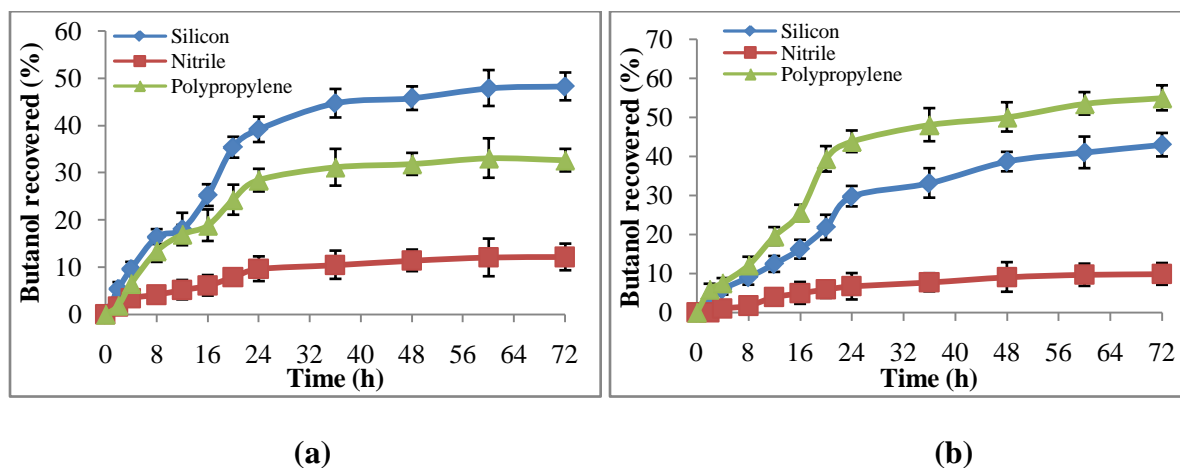 60
50
40
30
20
10
0
Butanol recovered (%)
Silicon
Nitrile
Polypropylene
0 8 16 24 32 40 48 56 64 72
Time (h)
70
60
50
40
30
20
10
0
Butanol recovered (%)
Silicon
Nitrile
Polypropylene
0 8 16 24 32 40 48 56 64 72
Time (h)
(a) (b)